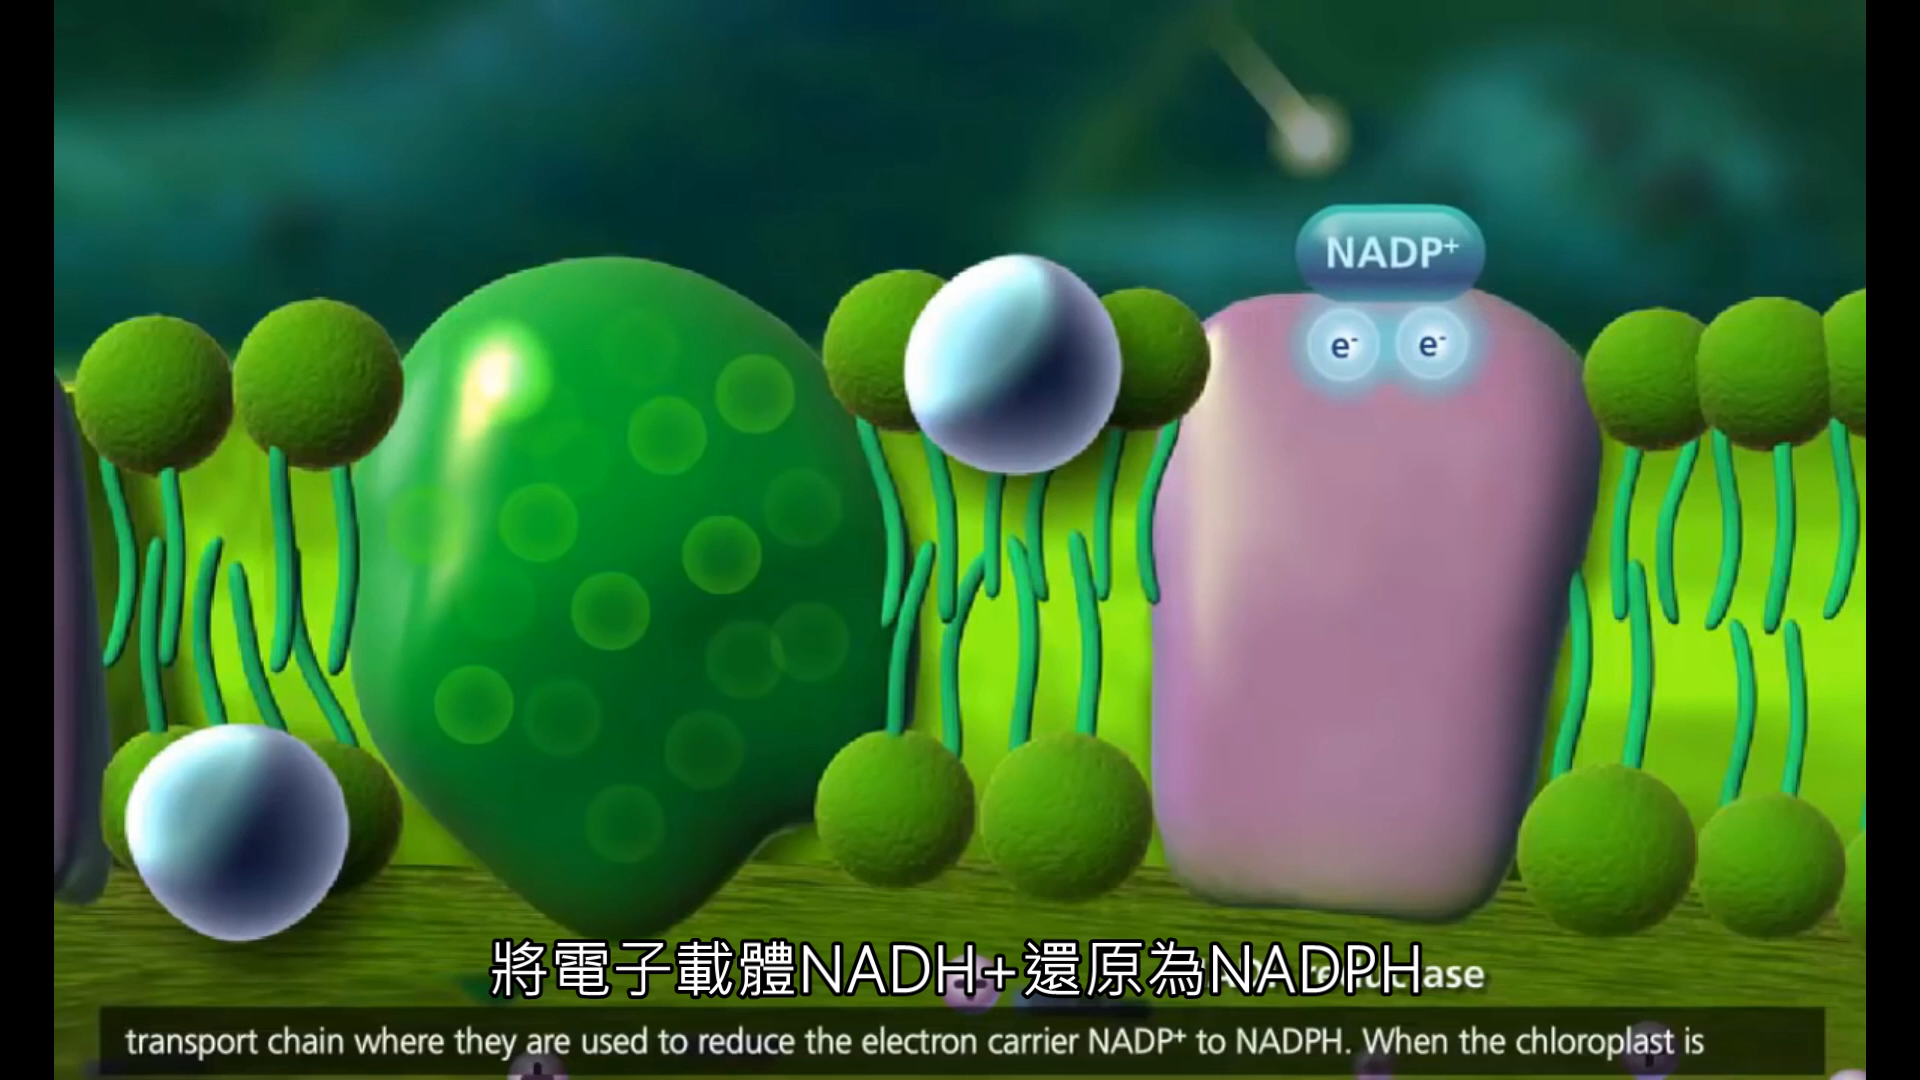 NADP⁺
e⁻ e⁻
將電子載體NADH+還原為NADPH
transport chain where they are used to reduce the electron carrier NADP⁺ to NADPH. When the chloroplast is